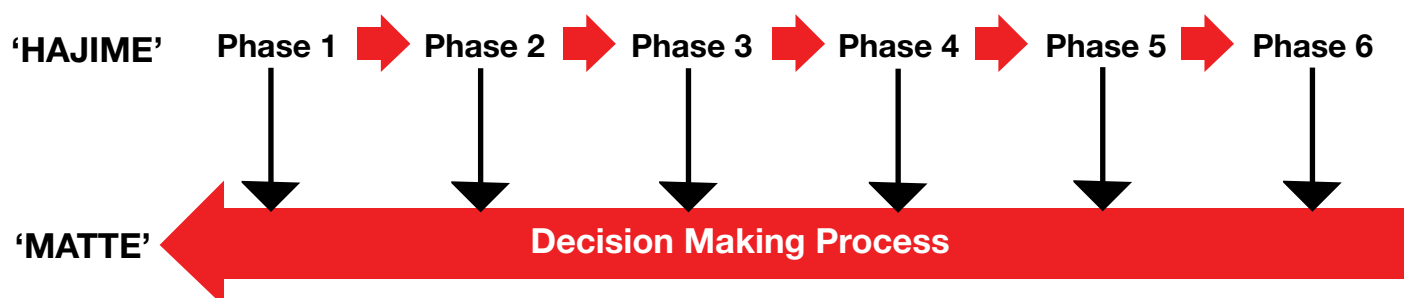 ‘HAJIME’ Phase 1 Phase 2 Phase 3 Phase 4 Phase 5 Phase 6
‘MATTE’ Decision Making Process